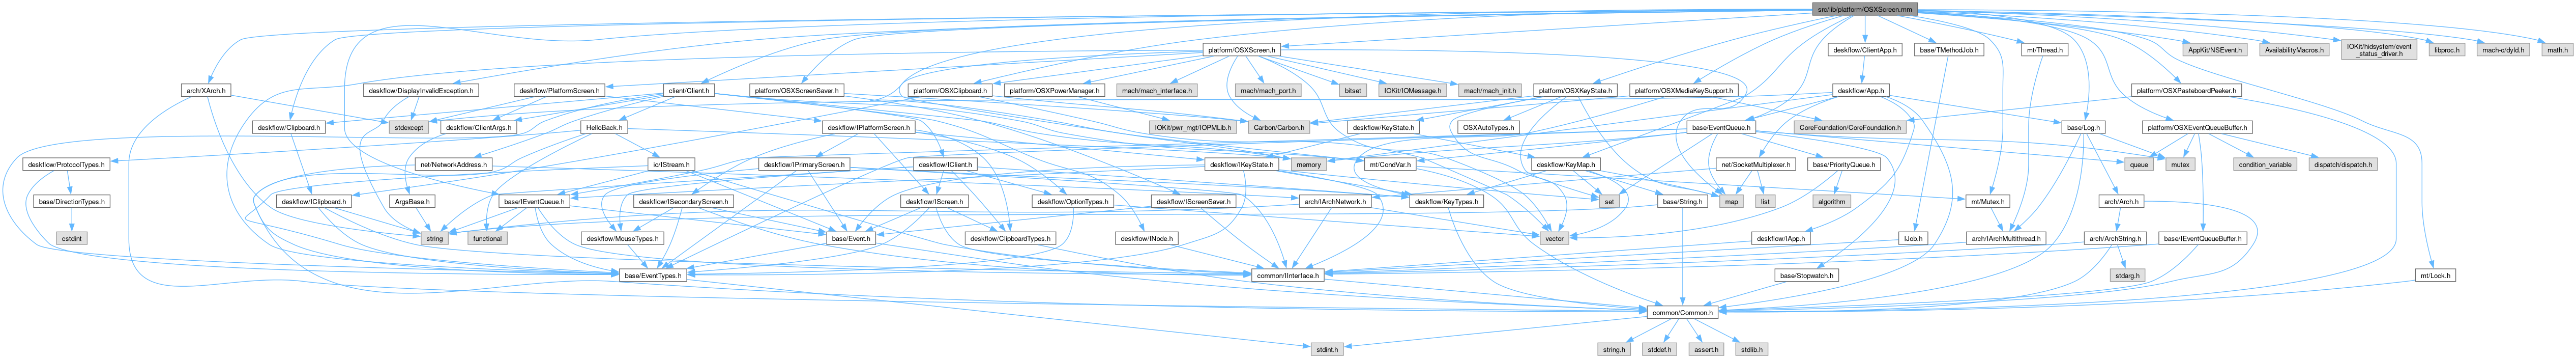 src/lib/platform/OSXScreen.mm
platform/OSXScreen.h
deskflow/ClientApp.h
base/TMethodJob.h
mt/Thread.h
AppKit/NSEvent.h
AvailabilityMacros.h
IOKit/hidsystem/event
_status_driver.h
libproc.h
mach-o/dyld.h
math.h
arch/XArch.h
deskflow/DisplayInvalidException.h
deskflow/PlatformScreen.h
client/Client.h
platform/OSXScreenSaver.h
platform/OSXClipboard.h
platform/OSXPowerManager.h
mach/mach_interface.h
mach/mach_port.h
bitset
IOKit/IOMessage.h
mach/mach_init.h
platform/OSXKeyState.h
platform/OSXMediaKeySupport.h
deskflow/App.h
platform/OSXPasteboardPeeker.h
deskflow/Clipboard.h
stdexcept
deskflow/ClientArgs.h
HelloBack.h
deskflow/IPlatformScreen.h
IOKit/pwr_mgt/IOPMLib.h
Carbon/Carbon.h
deskflow/KeyState.h
OSXAutoTypes.h
base/EventQueue.h
CoreFoundation/CoreFoundation.h
base/Log.h
platform/OSXEventQueueBuffer.h
deskflow/ProtocolTypes.h
net/NetworkAddress.h
io/IStream.h
deskflow/IPrimaryScreen.h
deskflow/IClient.h
deskflow/IKeyState.h
memory
mt/CondVar.h
deskflow/KeyMap.h
net/SocketMultiplexer.h
base/PriorityQueue.h
queue
mutex
condition_variable
dispatch/dispatch.h
base/DirectionTypes.h
deskflow/IClipboard.h
ArgsBase.h
base/IEventQueue.h
deskflow/ISecondaryScreen.h
deskflow/IScreen.h
deskflow/OptionTypes.h
deskflow/IScreenSaver.h
arch/IArchNetwork.h
set
deskflow/KeyTypes.h
base/String.h
map
list
algorithm
mt/Mutex.h
arch/Arch.h
cstdint
string
functional
deskflow/MouseTypes.h
base/Event.h
deskflow/ClipboardTypes.h
deskflow/INode.h
vector
deskflow/IApp.h
IJob.h
arch/IArchMultithread.h
arch/ArchString.h
base/IEventQueueBuffer.h
base/EventTypes.h
common/IInterface.h
base/Stopwatch.h
stdarg.h
mt/Lock.h
common/Common.h
stdint.h
string.h
stddef.h
assert.h
stdlib.h